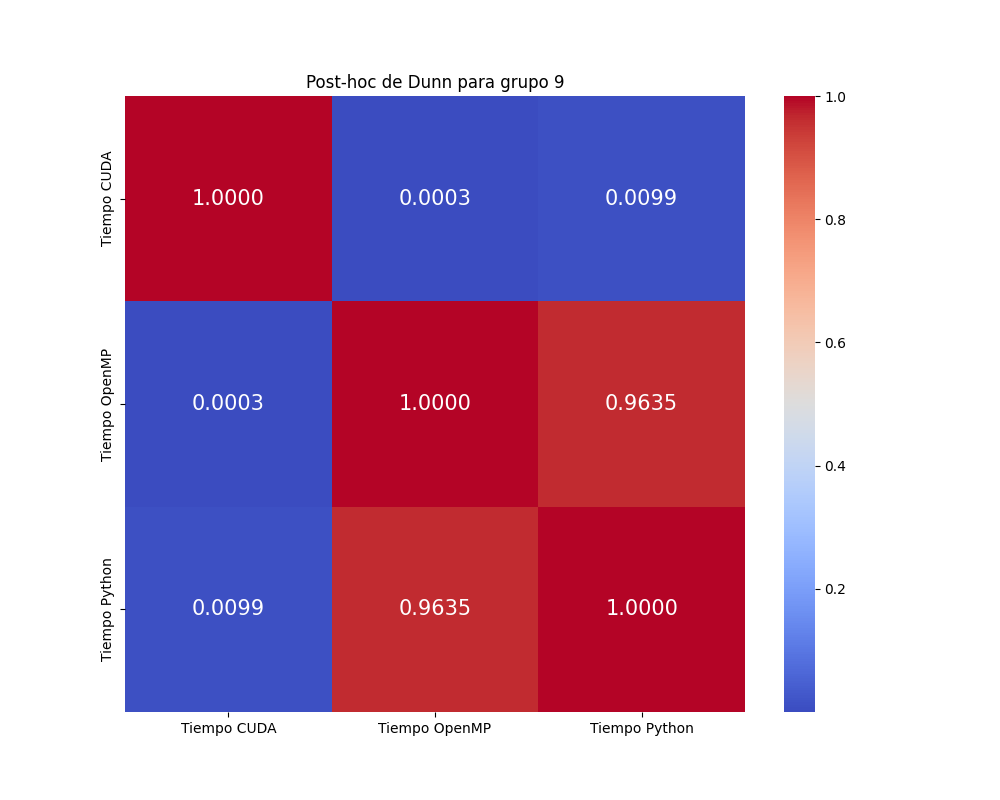 Post-hoc de Dunn para grupo 9
Tiempo CUDA
1.0000 0.0003 0.0099
Tiempo OpenMP
0.0003 1.0000 0.9635
Tiempo Python
0.0099 0.9635 1.0000
Tiempo CUDA Tiempo OpenMP Tiempo Python
1.0
0.8
0.6
0.4
0.2